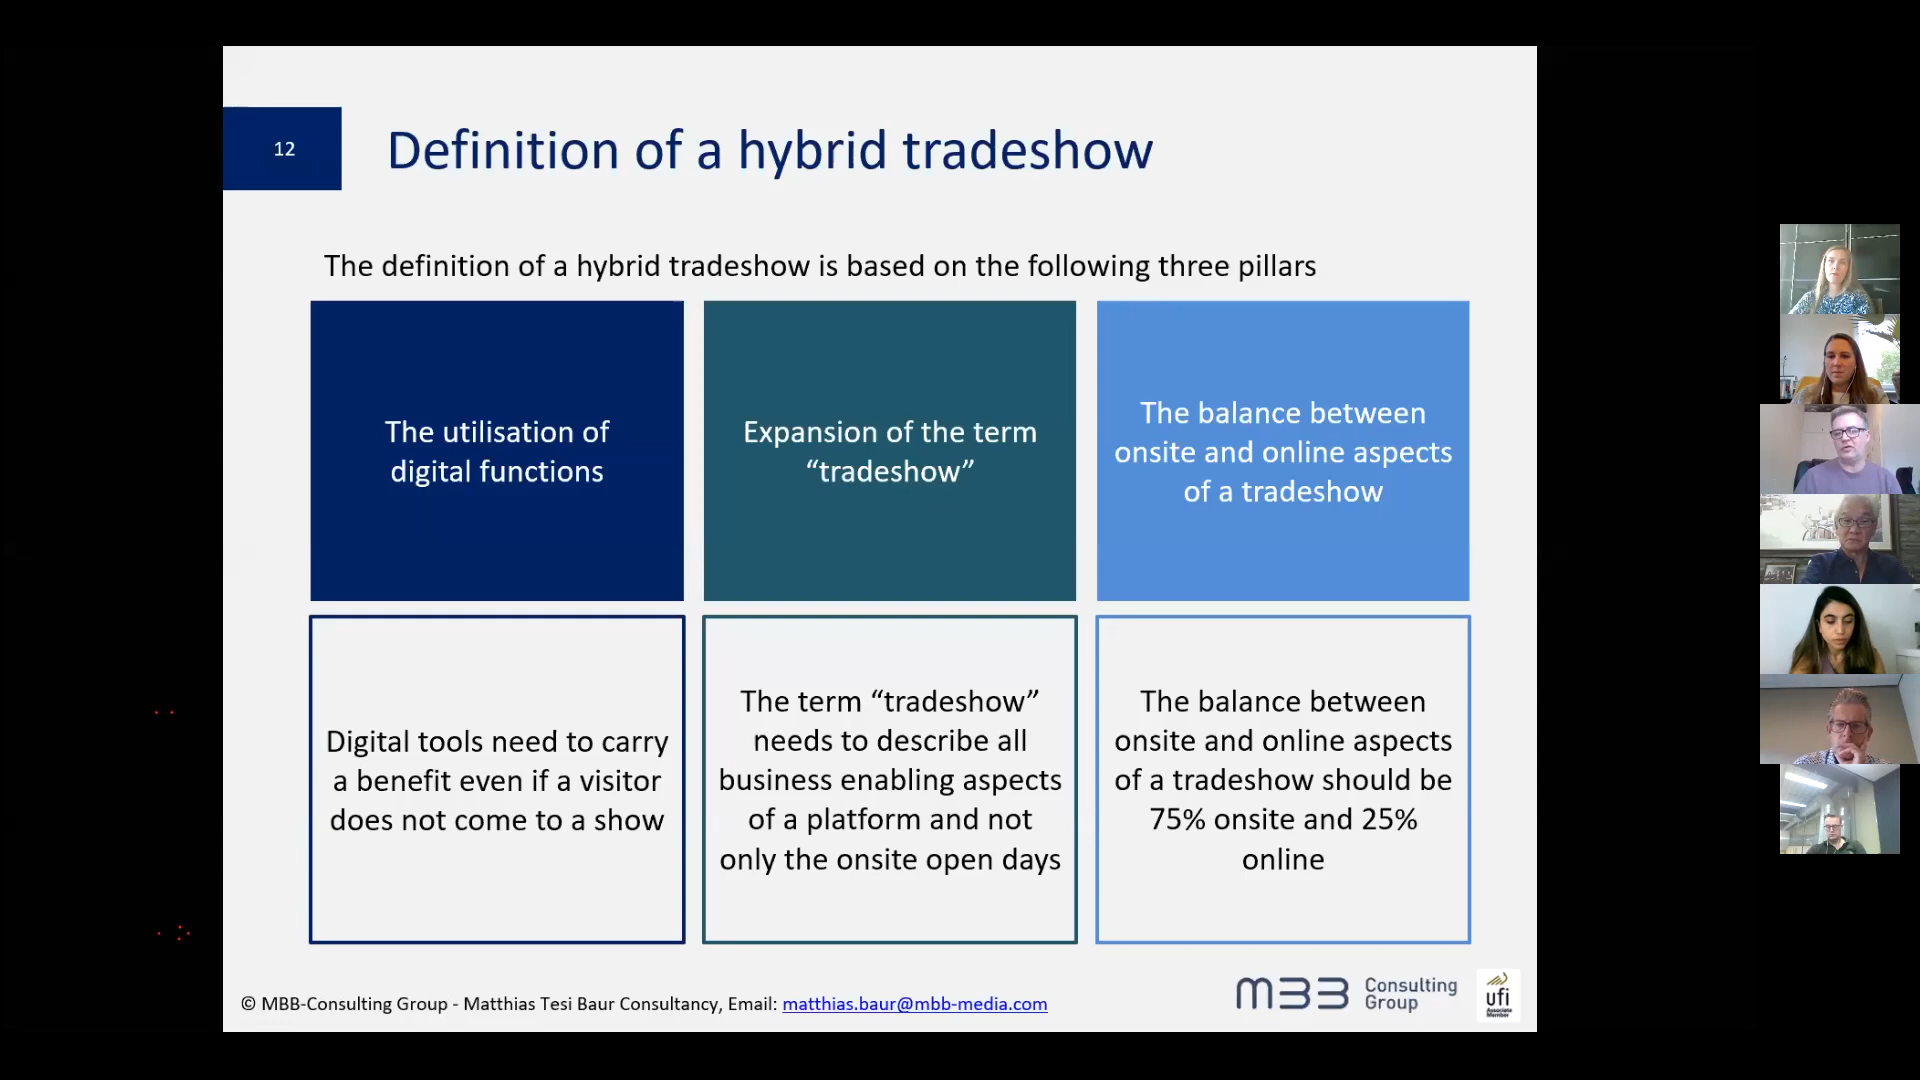 12
Definition of a hybrid tradeshow
The definition of a hybrid tradeshow is based on the following three pillars
The utilisation of
digital functions
Expansion of the term
“tradeshow”
The balance between
onsite and online aspects
of a tradeshow
Digital tools need to carry
a benefit even if a visitor
does not come to a show
The term “tradeshow”
needs to describe all
business enabling aspects
of a platform and not
only the onsite open days
The balance between
onsite and online aspects
of a tradeshow should be
75% onsite and 25%
online
© MBB-Consulting Group - Matthias Tesi Baur Consultancy, Email: matthias.baur@mbb-media.com
MBB Consulting
Group
ufi
Associate
Member